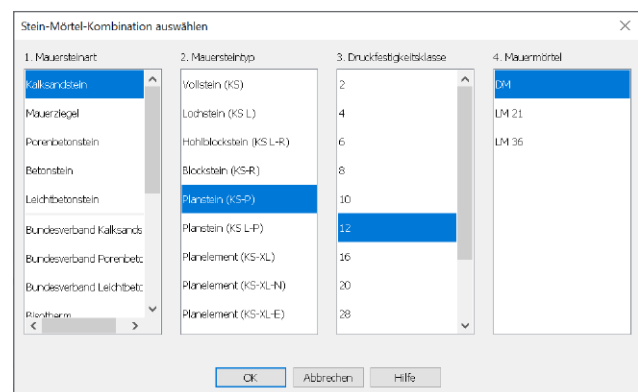 Stein-Mörtel-Kombination auswählen
1. Mauersteinart
Kalksandstein
Mauerziegel
Porenbetonstein
Betonstein
Leichtbetonstein
Bundesverband Kalksands
Bundesverband Porenbetc
Bundesverband Leichtbetc
Bisotherm
2. Mauersteintyp
Vollstein (KS)
Lochstein (KS L)
Hohlblockstein (KS L-R)
Blockstein (KS-R)
Planstein (KS-P)
Planstein (KS L-P)
Planelement (KS-XL)
Planelement (KS-XL-N)
Planelement (KS-XL-E)
3. Druckfestigkeitsklasse
2
4
6
8
10
12
16
20
28
4. Mauermörtel
DM
LM 21
LM 36
OK
Abbrechen
Hilfe